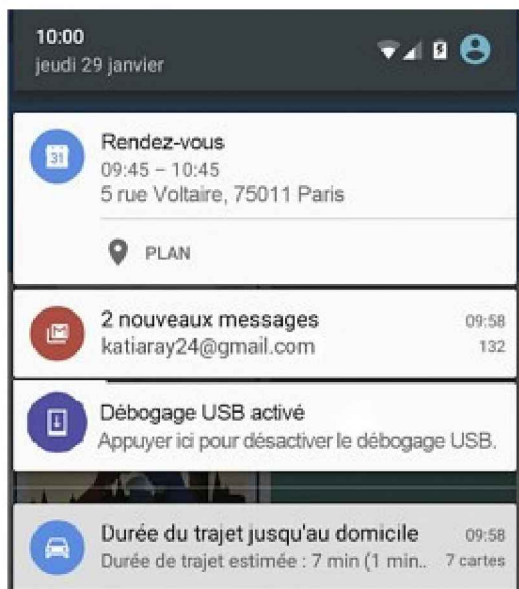 10:00
jeudi 29 janvier
31
Rendez-vous
09:45 – 10:45
5 rue Voltaire, 75011 Paris
PLAN
2 nouveaux messages 09:58
katiaray24@gmail.com 132
Débogage USB activé
Appuyer ici pour désactiver le débogage USB.
Durée du trajet jusqu'au domicile 09:58
Durée de trajet estimée : 7 min (1 min.. 7 cartes